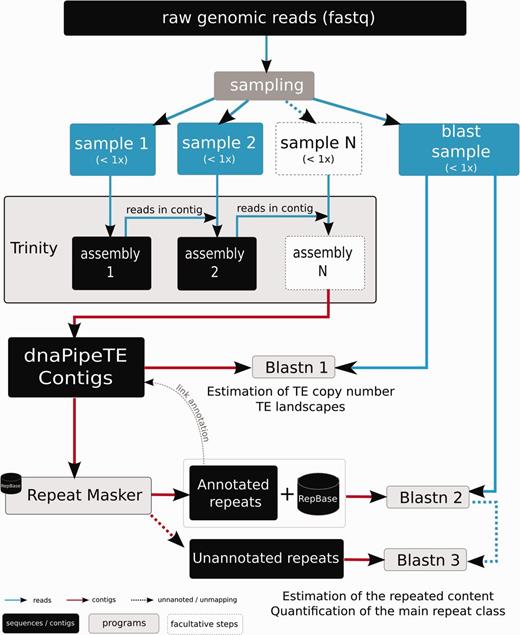 raw genomic reads (fastq)
sampling
sample 1
(< 1x)
sample 2
(< 1x)
sample N
(< 1x)
blast
sample
(< 1x)
Trinity
reads in contig
reads in contig
assembly
1
assembly
2
assembly
N
dnaPipeTE
Contigs
Blastn 1
Estimation of TE copy number
TE landscapes
link annotation
RepBase
Repeat Masker
Annotated
repeats
+
RepBase
Blastn 2
Unannotated repeats
Blastn 3
reads
contigs
unnanoted / unmapping
Estimation of the repeated content
Quantification of the main repeat class
sequences / contigs
programs
facultative steps